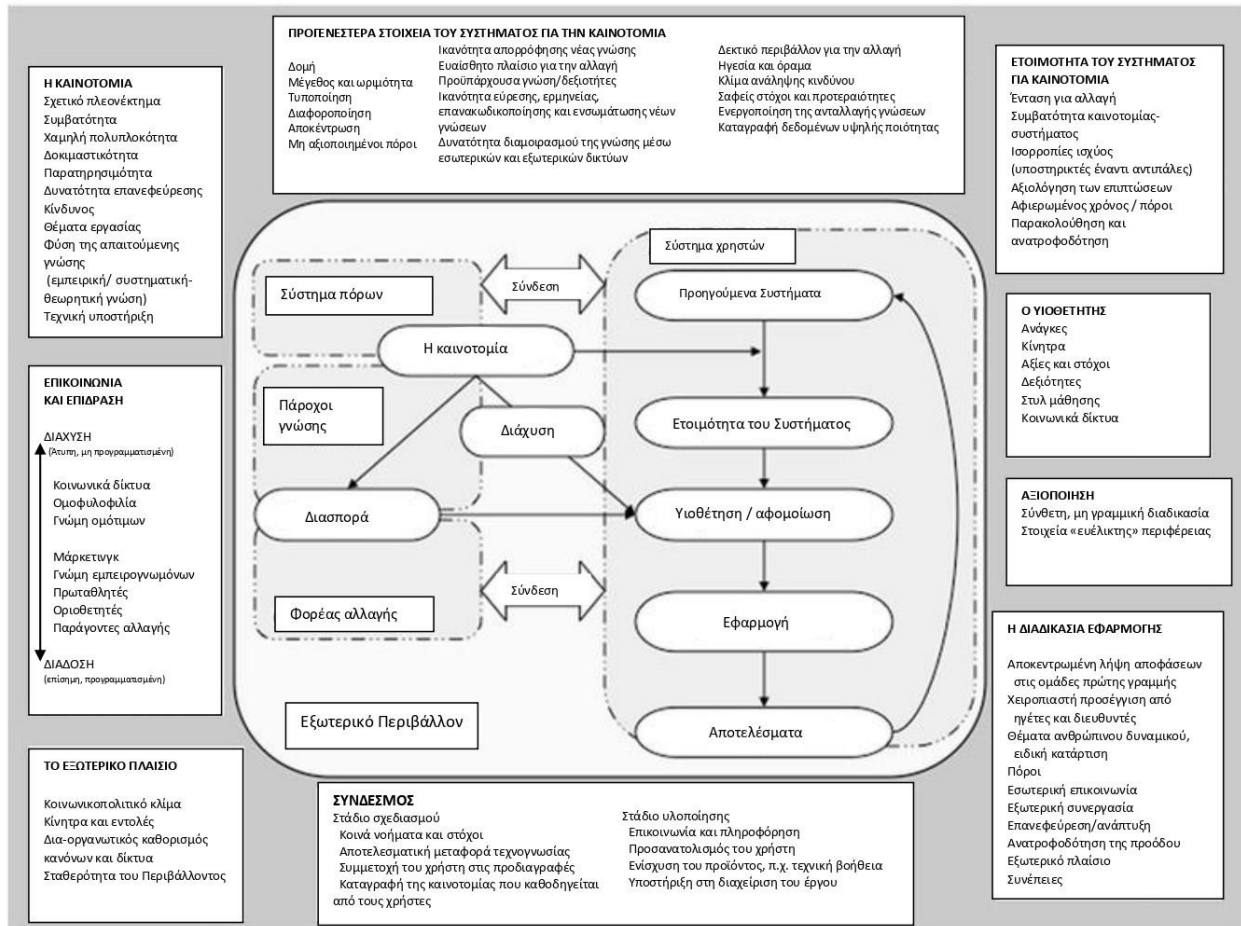 ΠΡΟΓΕΝΕΣΤΕΡΑ ΣΤΟΙΧΕΙΑ ΤΟΥ ΣΥΣΤΗΜΑΤΟΣ ΓΙΑ ΤΗΝ ΚΑΙΝΟΤΟΜΙΑ
Δομή
Μέγεθος και ωριμότητα
Τυποποίηση
Διαφοροποίηση
Αποκέντρωση
Μη αξιοποιημένοι πόροι
Ικανότητα απορρόφησης νέας γνώσης
Ευαίσθητο πλαίσιο για την αλλαγή
Προϋπάρχουσα γνώση/δεξιότητες
Ικανότητα εύρεσης, ερμηνείας,
επανακωδικοποίησης και ενσωμάτωσης νέων
γνώσεων
Δυνατότητα διαμοιρασμού της γνώσης μέσω
εσωτερικών και εξωτερικών δικτύων
Δεκτικό περιβάλλον για την αλλαγή
Ηγεσία και όραμα
Κλίμα ανάληψης κινδύνου
Σαφείς στόχοι και προτεραιότητες
Ενεργοποίηση της ανταλλαγής γνώσεων
Καταγραφή δεδομένων υψηλής ποιότητας
Η ΚΑΙΝΟΤΟΜΙΑ
Σχετικό πλεονέκτημα
Συμβατότητα
Χαμηλή πολυπλοκότητα
Δοκιμαστικότητα
Παρατηρησιμότητα
Δυνατότητα επανεφεύρεσης
Κίνδυνος
Θέματα εργασίας
Φύση της απαιτούμενης
γνώσης
(εμπειρική/ συστηματική-
θεωρητική γνώση)
Τεχνική υποστήριξη
ΕΤΟΙΜΟΤΗΤΑ ΤΟΥ ΣΥΣΤΗΜΑΤΟΣ
ΓΙΑ ΚΑΙΝΟΤΟΜΙΑ
Ένταση για αλλαγή
Συμβατότητα καινοτομίας-
συστήματος
Ισορροπίες ισχύος
(υποστηρικτές έναντι αντιπάλες)
Αξιολόγηση των επιπτώσεων
Αφιερωμένος χρόνος / πόροι
Παρακολούθηση και
ανατροφοδότηση
Σύστημα πόρων
Σύνδεση
Σύστημα χρηστών
Προηγούμενα Συστήματα
Η καινοτομία
Πάροχοι
γνώσης
Διάχυση
Ετοιμότητα του Συστήματος
Διασπορά
Υιοθέτηση / αφομοίωση
Φορέας αλλαγής
Σύνδεση
Εφαρμογή
Εξωτερικό Περιβάλλον
Αποτελέσματα
Ο ΥΙΟΘΕΤΗΤΗΣ
Ανάγκες
Κίνητρα
Αξίες και στόχοι
Δεξιότητες
Στυλ μάθησης
Κοινωνικά δίκτυα
ΕΠΙΚΟΙΝΩΝΙΑ
ΚΑΙ ΕΠΙΔΡΑΣΗ
ΔΙΑΧΥΣΗ
(Άτυπη, μη προγραμματισμένη)
Κοινωνικά δίκτυα
Ομοφυλοφιλία
Γνώμη ομότιμων
Μάρκετινγκ
Γνώμη εμπειρογνωμόνων
Πρωταθλητές
Οριοθετητές
Παράγοντες αλλαγής
ΔΙΑΔΟΣΗ
(επίσημη, προγραμματισμένη)
ΑΞΙΟΠΟΙΗΣΗ
Σύνθετη, μη γραμμική διαδικασία
Στοιχεία «ευέλικτης» περιφέρειας
Η ΔΙΑΔΙΚΑΣΙΑ ΕΦΑΡΜΟΓΗΣ
Αποκεντρωμένη λήψη αποφάσεων
στις ομάδες πρώτης γραμμής
Χειροπιαστή προσέγγιση από
ηγέτες και διευθυντές
Θέματα ανθρώπινου δυναμικού,
ειδική κατάρτιση
Πόροι
Εσωτερική επικοινωνία
Εξωτερική συνεργασία
Επανεφεύρεση/ανάπτυξη
Ανατροφοδότηση της προόδου
Εξωτερικό πλαίσιο
Συνέπειες
ΤΟ ΕΞΩΤΕΡΙΚΟ ΠΛΑΙΣΙΟ
Κοινωνικοπολιτικό κλίμα
Κίνητρα και εντολές
Δια-οργανωτικός καθορισμός
κανόνων και δίκτυα
Σταθερότητα του Περιβάλλοντος
ΣΥΝΔΕΣΜΟΣ
Στάδιο σχεδιασμού
Κοινά νοήματα και στόχοι
Αποτελεσματική μεταφορά τεχνογνωσίας
Συμμετοχή του χρήστη στις προδιαγραφές
Καταγραφή της καινοτομίας που καθοδηγείται
από τους χρήστες
Στάδιο υλοποίησης
Επικοινωνία και πληροφόρηση
Προσανατολισμός του χρήστη
Ενίσχυση του προϊόντος, π.χ. τεχνική βοήθεια
Υποστήριξη στη διαχείριση του έργου